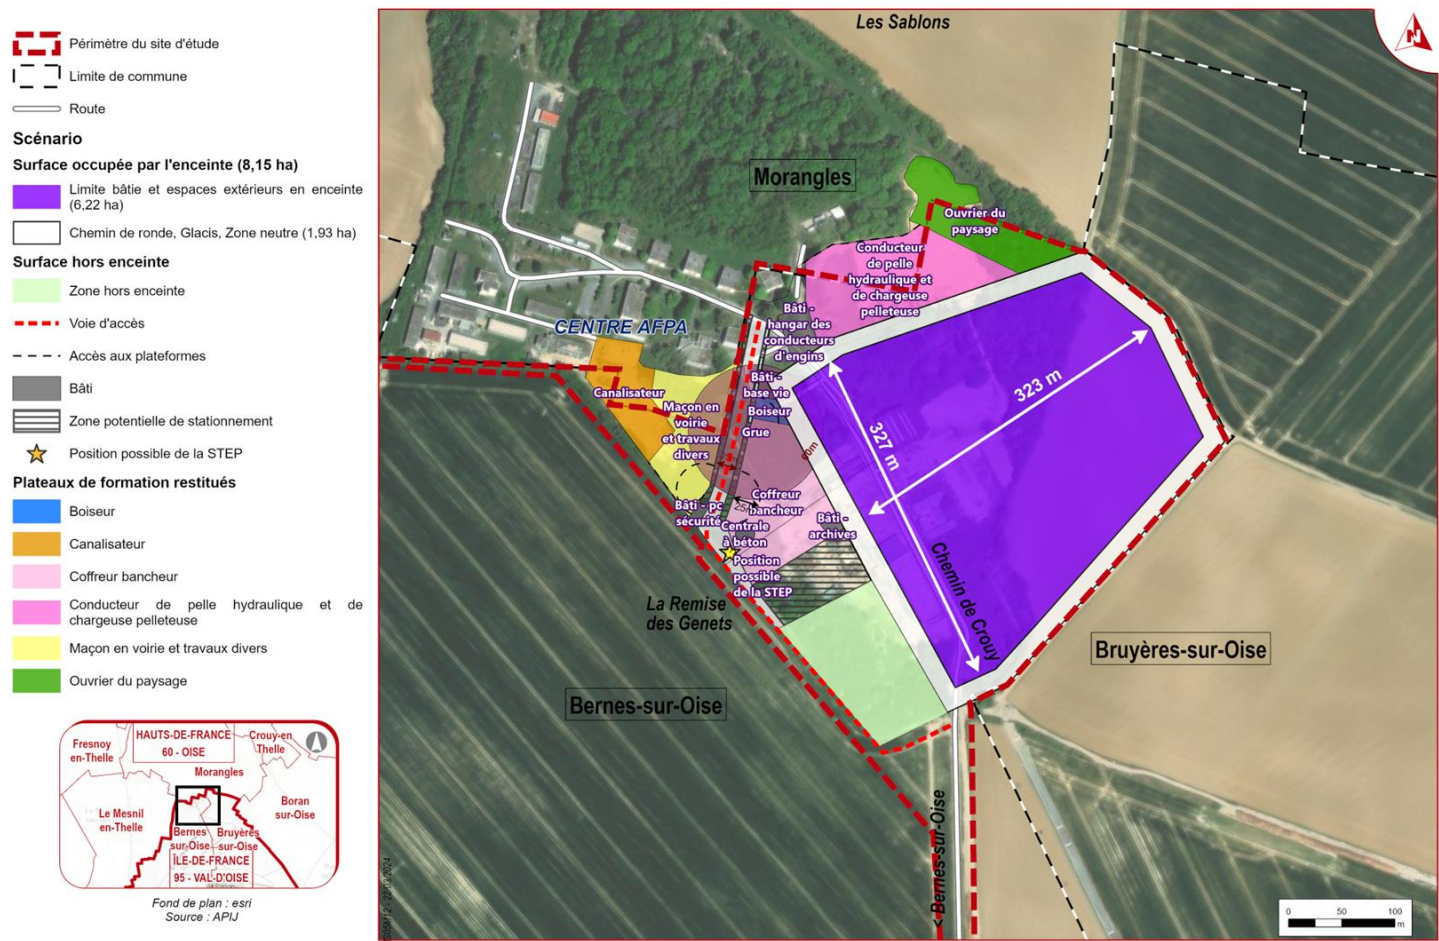 Périmètre du site d'étude
Limite de commune
Route
Scénario
Surface occupée par l'enceinte (8,15 ha)
Limite bâtie et espaces extérieurs en enceinte
(6,22 ha)
Chemin de ronde, Glacis, Zone neutre (1,93 ha)
Surface hors enceinte
Zone hors enceinte
Voie d'accès
Accès aux plateformes
Bâti
Zone potentielle de stationnement
Position possible de la STEP
Plateaux de formation restitués
Boiseur
Canalisateur
Coffreur bancheur
Conducteur de pelle hydraulique et de
chargeuse pelleteuse
Maçon en voirie et travaux divers
Ouvrier du paysage
HAUTS-DE-FRANCE
60 - OISE
Fresnoy
en-Thelle
Crouy-en
Thelle
Morangles
Le Mesnil
en-Thelle
Boran
sur-Oise
Bernes
sur-Oise
Bruyères
sur-Oise
ÎLE-DE-FRANCE
95 - VAL-D'OISE
Fond de plan : esri
Source : APIJ
Les Sablons
N
Morangles
Ouvrier du
paysage
Conducteur
de pelle
hydraulique et
de chargeuse
pelleteuse
Bâti -
hangar des
conducteurs
d'engins
CENTRE AFPA
Canalisateur
Bâti -
base vie
Boiseur
Maçon en
voirie
et travaux
divers
Grue
60m
323 m
327 m
Coffreur
bancheur
Bâti - pc
sécurité
Centrale
à béton
Bâti -
archives
Position
possible
de la STEP
La Remise
des Genets
Chemin de Crouy
Bruyères-sur-Oise
Bernes-sur-Oise
< Bernes-sur-Oise
0 50 100
m